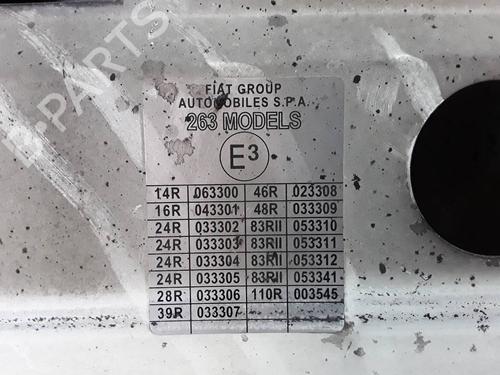 B-PARTS
FIAT GROUP
AUTOMOBILES S.P.A.
263 MODELS
E3
14R 063300 46R 023308
16R 043301 48R 033309
24R 033302 83RII 053310
24R 033303 83RII 053311
24R 033304 83RII 053312
24R 033305 83RII 053341
28R 033306 110R 003545
39R 033307